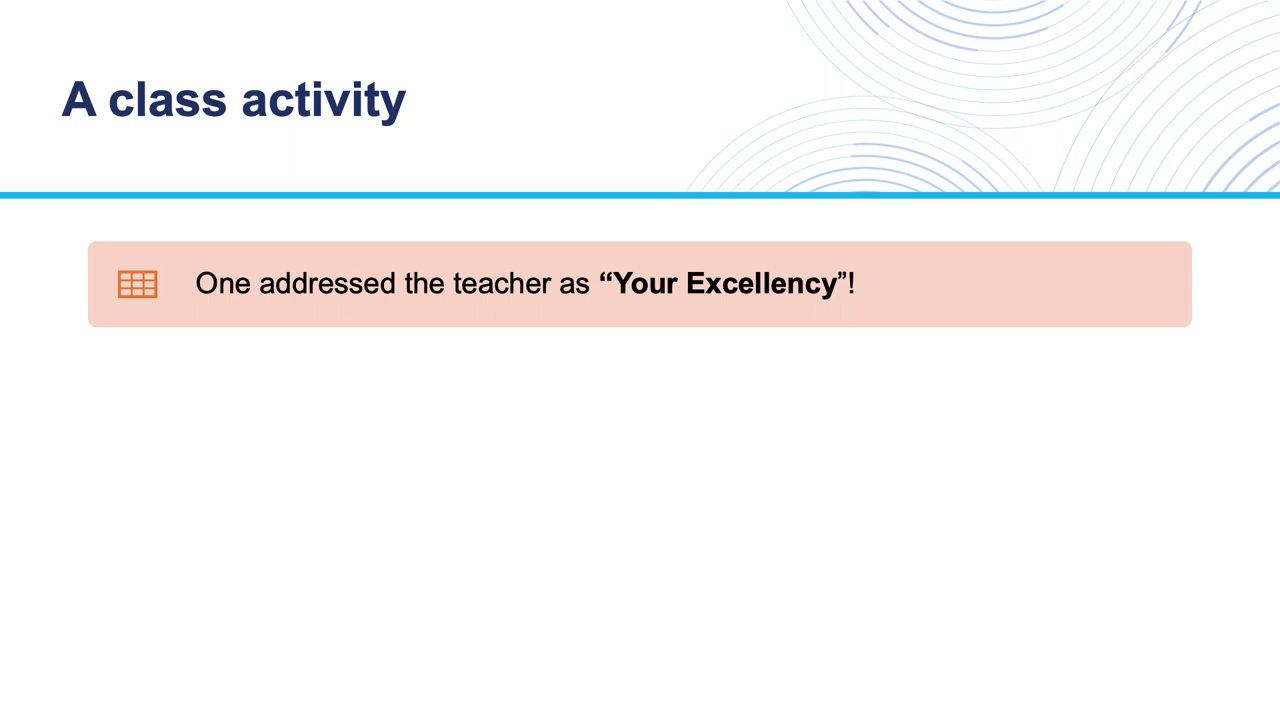 A class activity
One addressed the teacher as “Your Excellency”!